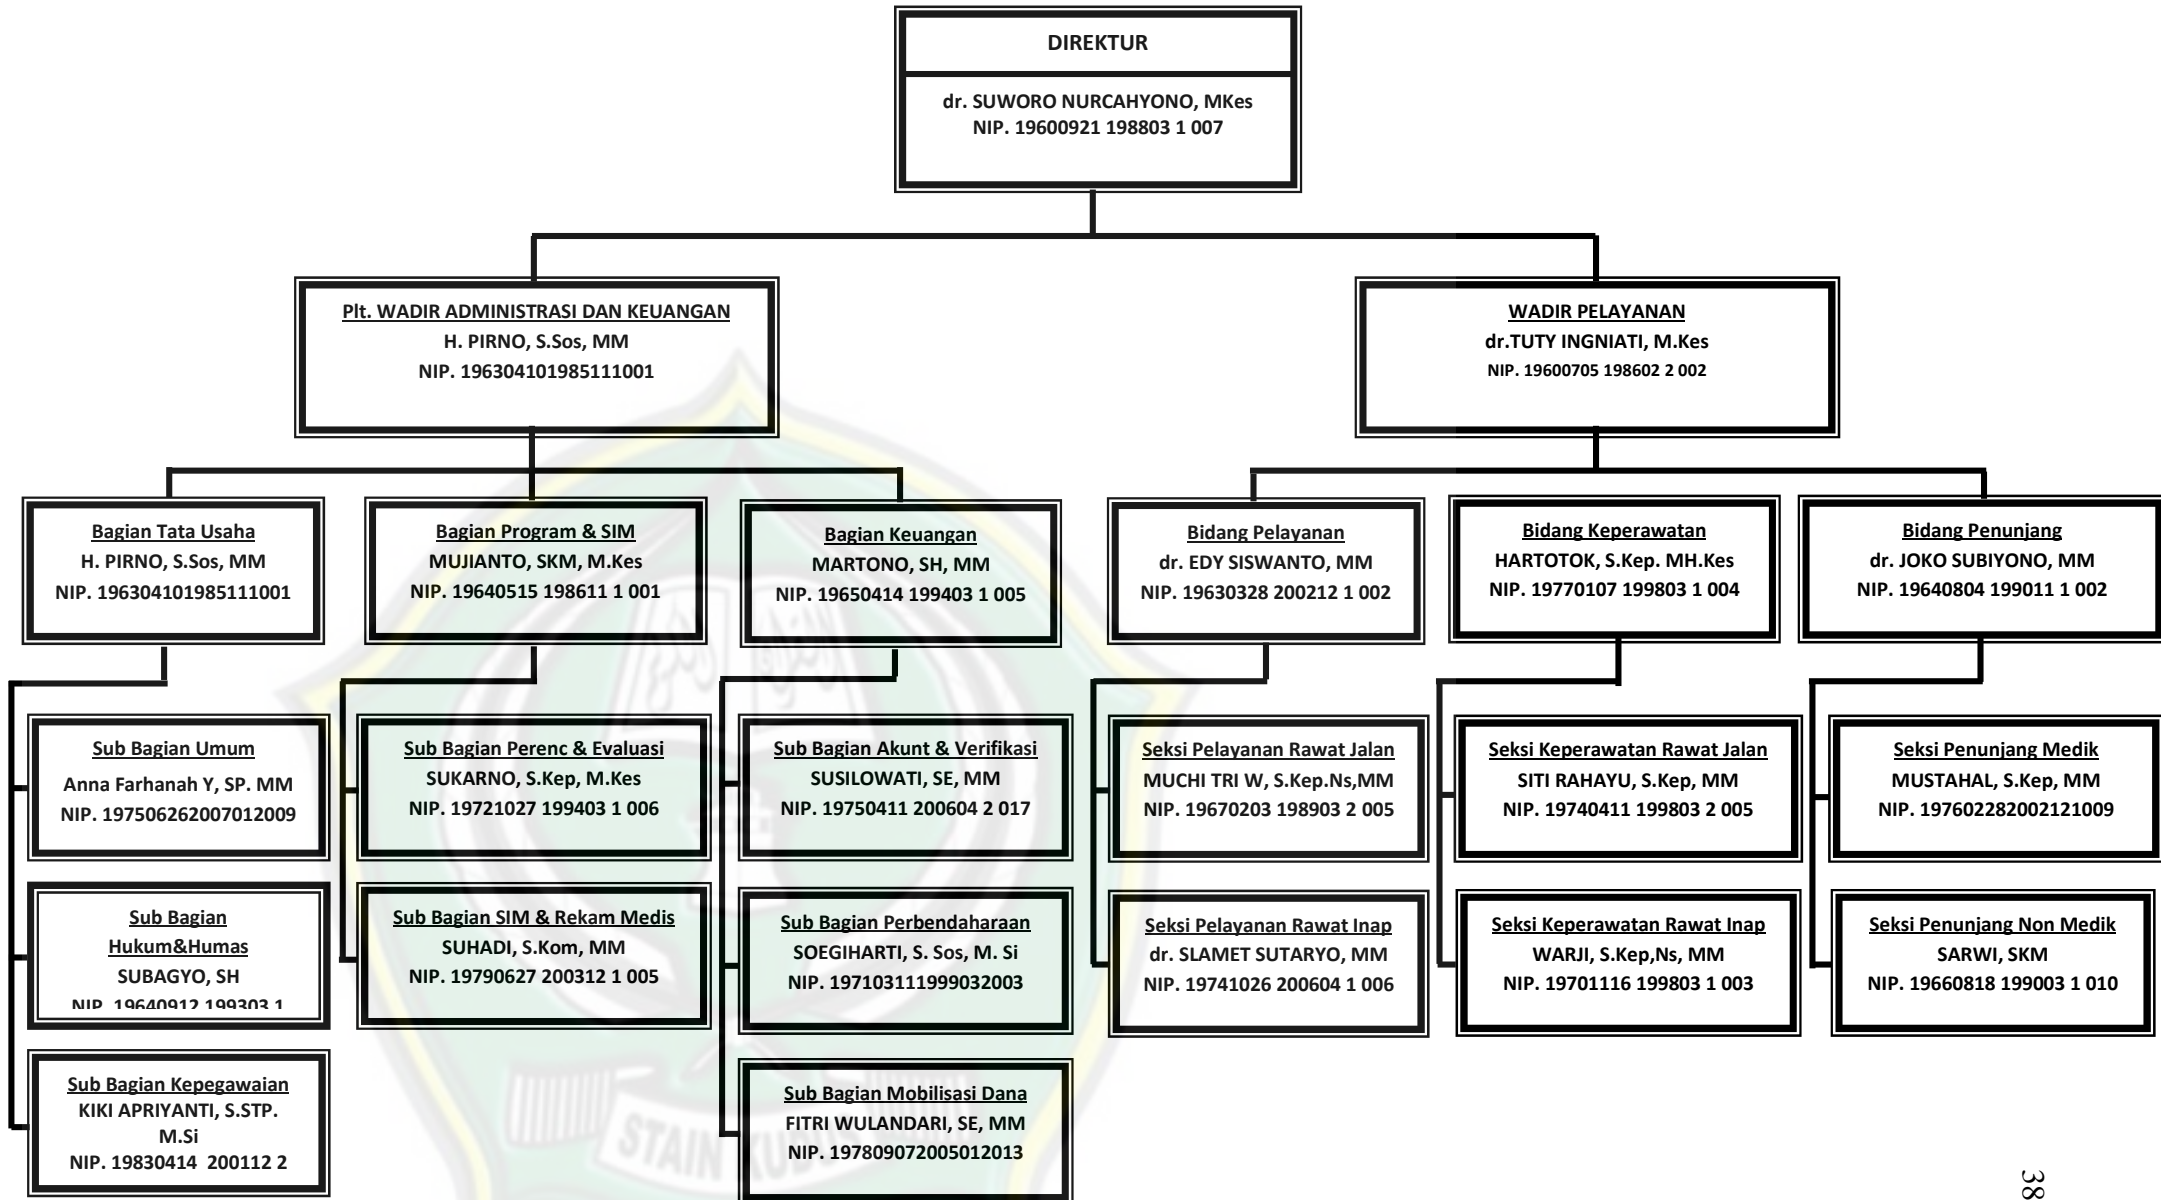 DIREKTUR
dr. SUWORO NURCAHYONO, MKes
NIP. 19600921 198803 1 007
Plt. WADIR ADMINISTRASI DAN KEUANGAN
H. PIRNO, S.Sos, MM
NIP. 196304101985111001
WADIR PELAYANAN
dr.TUTY INGNIATI, M.Kes
NIP. 19600705 198602 2 002
Bagian Tata Usaha
H. PIRNO, S.Sos, MM
NIP. 196304101985111001
Bagian Program & SIM
MUJIANTO, SKM, M.Kes
NIP. 19640515 198611 1 001
Bagian Keuangan
MARTONO, SH, MM
NIP. 19650414 199403 1 005
Bidang Pelayanan
dr. EDY SISWANTO, MM
NIP. 19630328 200212 1 002
Bidang Keperawatan
HARTOTOK, S.Kep. MH.Kes
NIP. 19770107 199803 1 004
Bidang Penunjang
dr. JOKO SUBIYONO, MM
NIP. 19640804 199011 1 002
Sub Bagian Umum
Anna Farhanah Y, SP. MM
NIP. 197506262007012009
Sub Bagian Perenc & Evaluasi
SUKARNO, S.Kep, M.Kes
NIP. 19721027 199403 1 006
Sub Bagian Akunt & Verifikasi
SUSILOWATI, SE, MM
NIP. 19750411 200604 2 017
Seksi Pelayanan Rawat Jalan
MUCHI TRI W, S.Kep.Ns,MM
NIP. 19670203 198903 2 005
Seksi Keperawatan Rawat Jalan
SITI RAHAYU, S.Kep, MM
NIP. 19740411 199803 2 005
Seksi Penunjang Medik
MUSTAHAL, S.Kep, MM
NIP. 197602282002121009
Sub Bagian
Hukum&Humas
SUBAGYO, SH
NIP. 19640912 199303 1
Sub Bagian SIM & Rekam Medis
SUHADI, S.Kom, MM
NIP. 19790627 200312 1 005
Sub Bagian Perbendaharaan
SOEGIHARTI, S. Sos, M. Si
NIP. 197103111999032003
Seksi Pelayanan Rawat Inap
dr. SLAMET SUTARYO, MM
NIP. 19741026 200604 1 006
Seksi Keperawatan Rawat Inap
WARJI, S.Kep,Ns, MM
NIP. 19701116 199803 1 003
Seksi Penunjang Non Medik
SARWI, SKM
NIP. 19660818 199003 1 010
Sub Bagian Kepegawaian
KIKI APRIYANTI, S.STP.
M.Si
NIP. 19830414 200112 2
Sub Bagian Mobilisasi Dana
FITRI WULANDARI, SE, MM
NIP. 197809072005012013
STAIN KUDUS
38